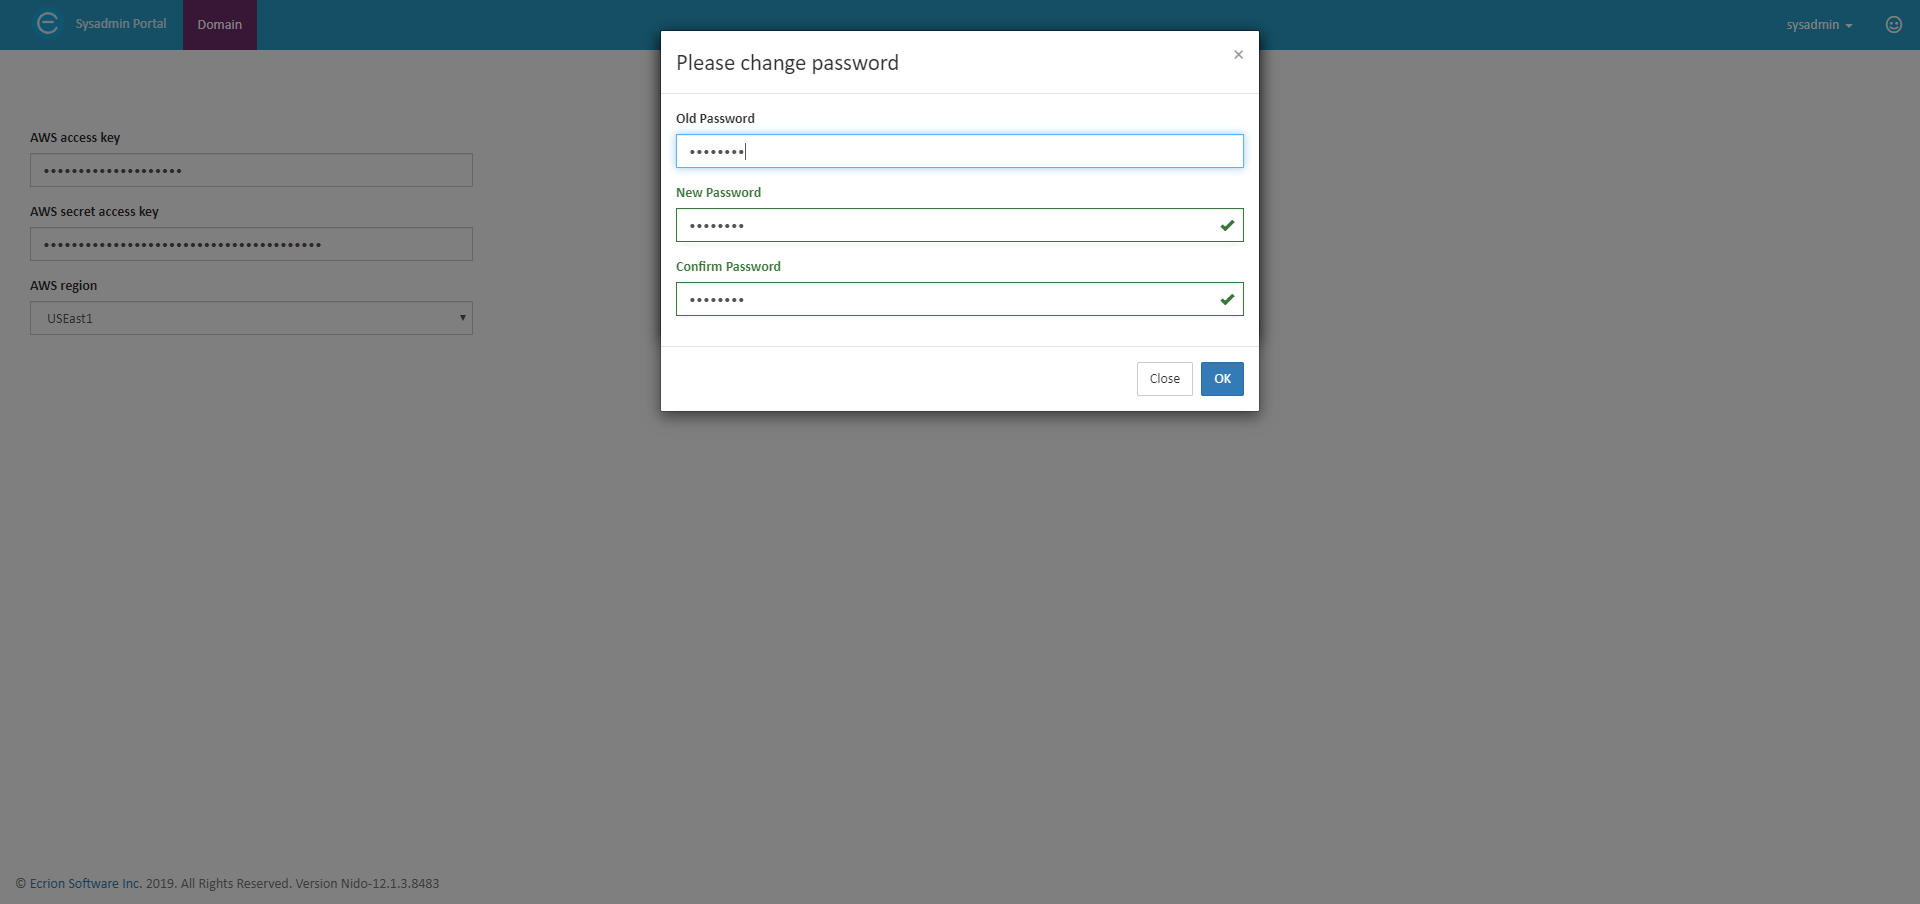 Sysadmin Portal
Domain
sysadmin
Please change password
×
Old Password
••••••••
New Password
••••••••
Confirm Password
••••••••
Close
OK
AWS access key
••••••••••••••••••••
AWS secret access key
••••••••••••••••••••••••••••••••••••••••
AWS region
USEast1
© Ecrion Software Inc. 2019. All Rights Reserved. Version Nido-12.1.3.8483